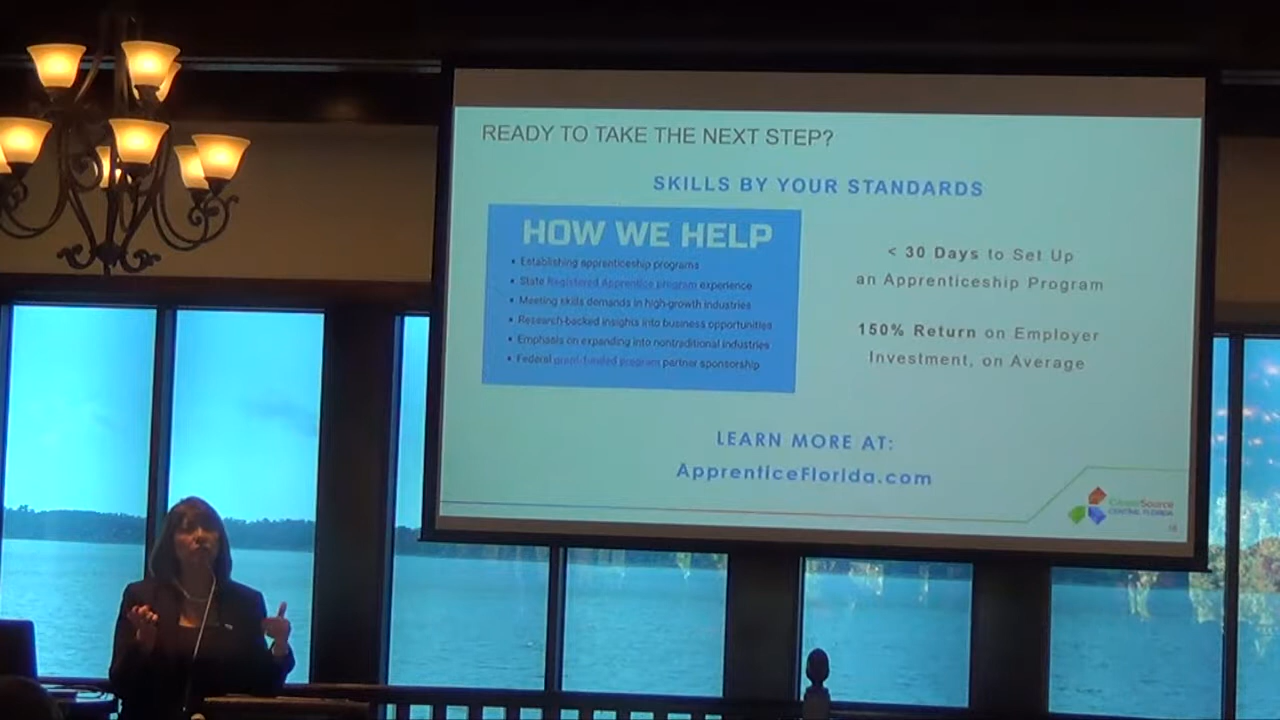 READY TO TAKE THE NEXT STEP?
SKILLS BY YOUR STANDARDS
HOW WE HELP
• Establishing apprenticeship programs
• State Registered Apprentice program experience
• Meeting skills demands in high-growth industries
• Research-backed insights into business opportunities
• Emphasis on expanding into nontraditional industries
• Federal grant-funded program partner sponsorship
< 30 Days to Set Up
an Apprenticeship Program
150% Return on Employer
Investment, on Average
LEARN MORE AT:
ApprenticeFlorida.com
CareerSource
CENTRAL FLORIDA